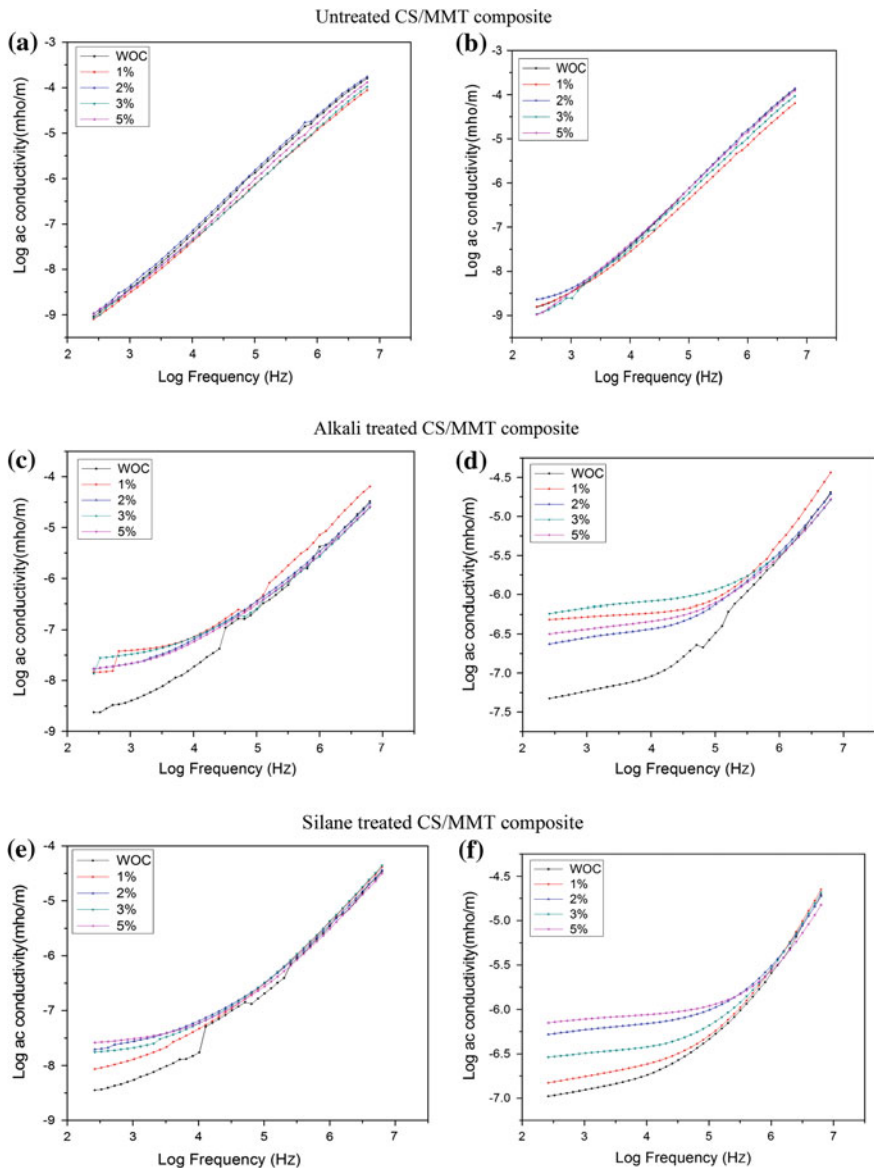 Untreated CS/MMT composite
(a)
WOC
1%
2%
3%
5%
-3
-4
-5
-6
-7
-8
-9
Log ac conductivity(mho/m)
2 3 4 5 6 7
Log Frequency (Hz)
(b)
WOC
1%
2%
3%
5%
-3
-4
-5
-6
-7
-8
-9
Log ac conductivity(mho/m)
2 3 4 5 6 7
Log Frequency (Hz)
Alkali treated CS/MMT composite
(c)
WOC
1%
2%
3%
5%
-4
-5
-6
-7
-8
-9
Log ac conductivity(mho/m)
2 3 4 5 6 7
Log Frequency (Hz)
(d)
WOC
1%
2%
3%
5%
-4.5
-5.0
-5.5
-6.0
-6.5
-7.0
-7.5
Log ac conductivity(mho/m)
2 3 4 5 6 7
Log Frequency (Hz)
Silane treated CS/MMT composite
(e)
WOC
1%
2%
3%
5%
-4
-5
-6
-7
-8
-9
Log ac conductivity(mho/m)
2 3 4 5 6 7
Log Frequency (Hz)
(f)
WOC
1%
2%
3%
5%
-4.5
-5.0
-5.5
-6.0
-6.5
-7.0
Log ac conductivity(mho/m)
2 3 4 5 6 7
Log Frequency (Hz)